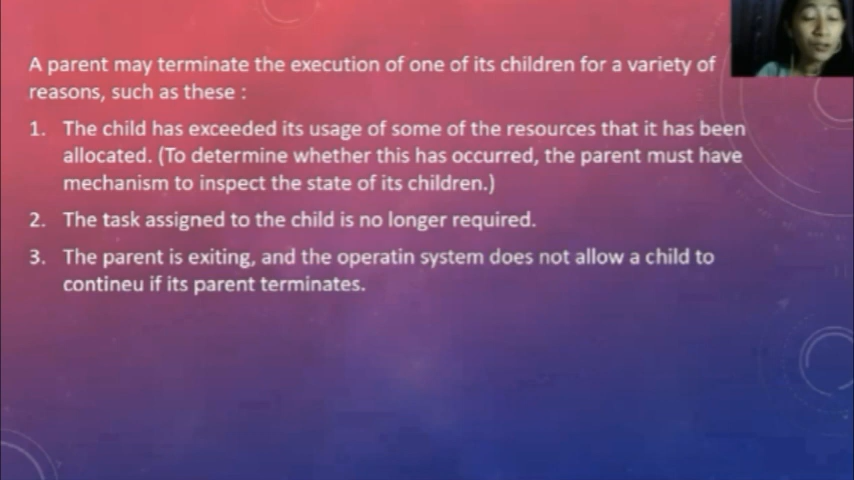 A parent may terminate the execution of one of its children for a variety of
reasons, such as these :
1. The child has exceeded its usage of some of the resources that it has been
allocated. (To determine whether this has occurred, the parent must have
mechanism to inspect the state of its children.)
2. The task assigned to the child is no longer required.
3. The parent is exiting, and the operatin system does not allow a child to
contineu if its parent terminates.